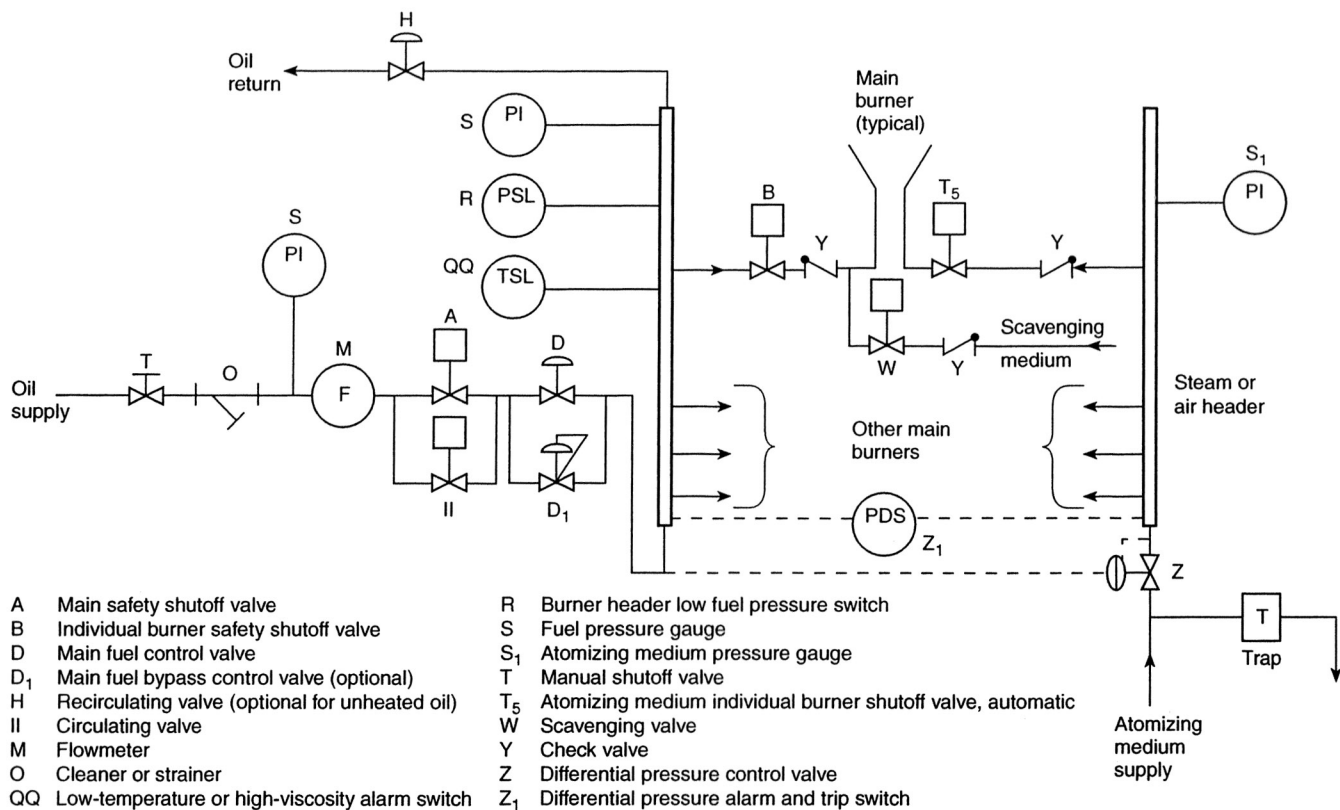 H
Oil
return
Main
burner
(typical)
S
PI
S1
PI
R
PSL
B
T5
S
PI
Y
Y
QQ
TSL
A
D
Scavenging
medium
W
Y
T
O
M
F
Oil
supply
Steam or
air header
Other main
burners
II
D1
PDS
Z1
Z
T
Trap
Atomizing
medium
supply
A Main safety shutoff valve
B Individual burner safety shutoff valve
D Main fuel control valve
D1 Main fuel bypass control valve (optional)
H Recirculating valve (optional for unheated oil)
II Circulating valve
M Flowmeter
O Cleaner or strainer
QQ Low-temperature or high-viscosity alarm switch
R Burner header low fuel pressure switch
S Fuel pressure gauge
S1 Atomizing medium pressure gauge
T Manual shutoff valve
T5 Atomizing medium individual burner shutoff valve, automatic
W Scavenging valve
Y Check valve
Z Differential pressure control valve
Z1 Differential pressure alarm and trip switch